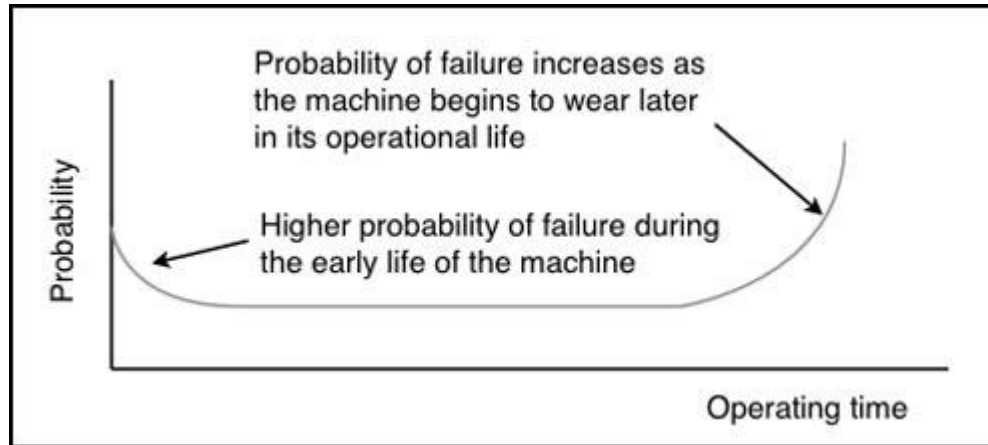 Probability of failure increases as
the machine begins to wear later
in its operational life
Probability
Higher probability of failure during
the early life of the machine
Operating time